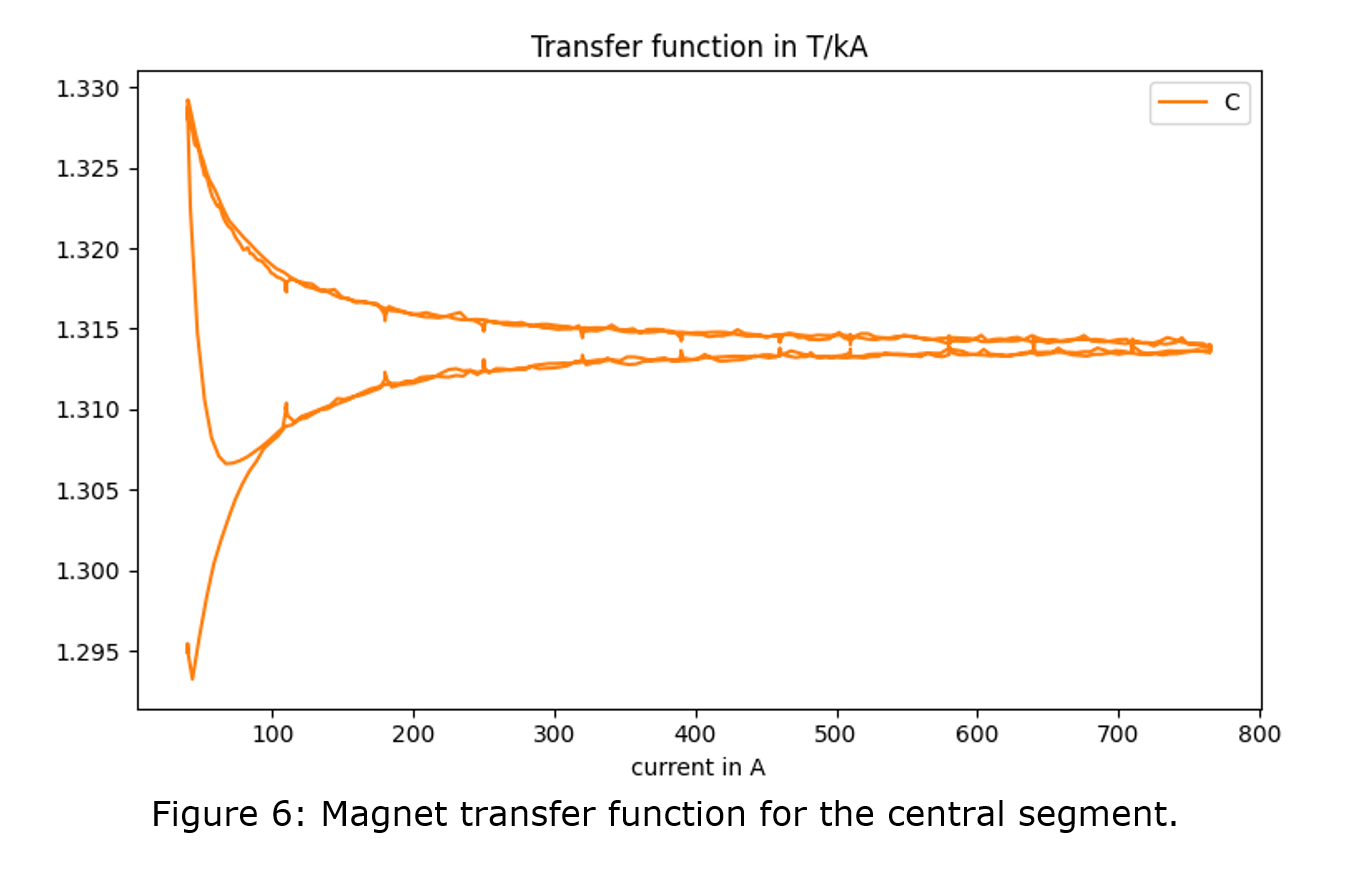 Transfer function in T/kA
C
1.330
1.325
1.320
1.315
1.310
1.305
1.300
1.295
100 200 300 400 500 600 700 800
current in A
Figure 6: Magnet transfer function for the central segment.